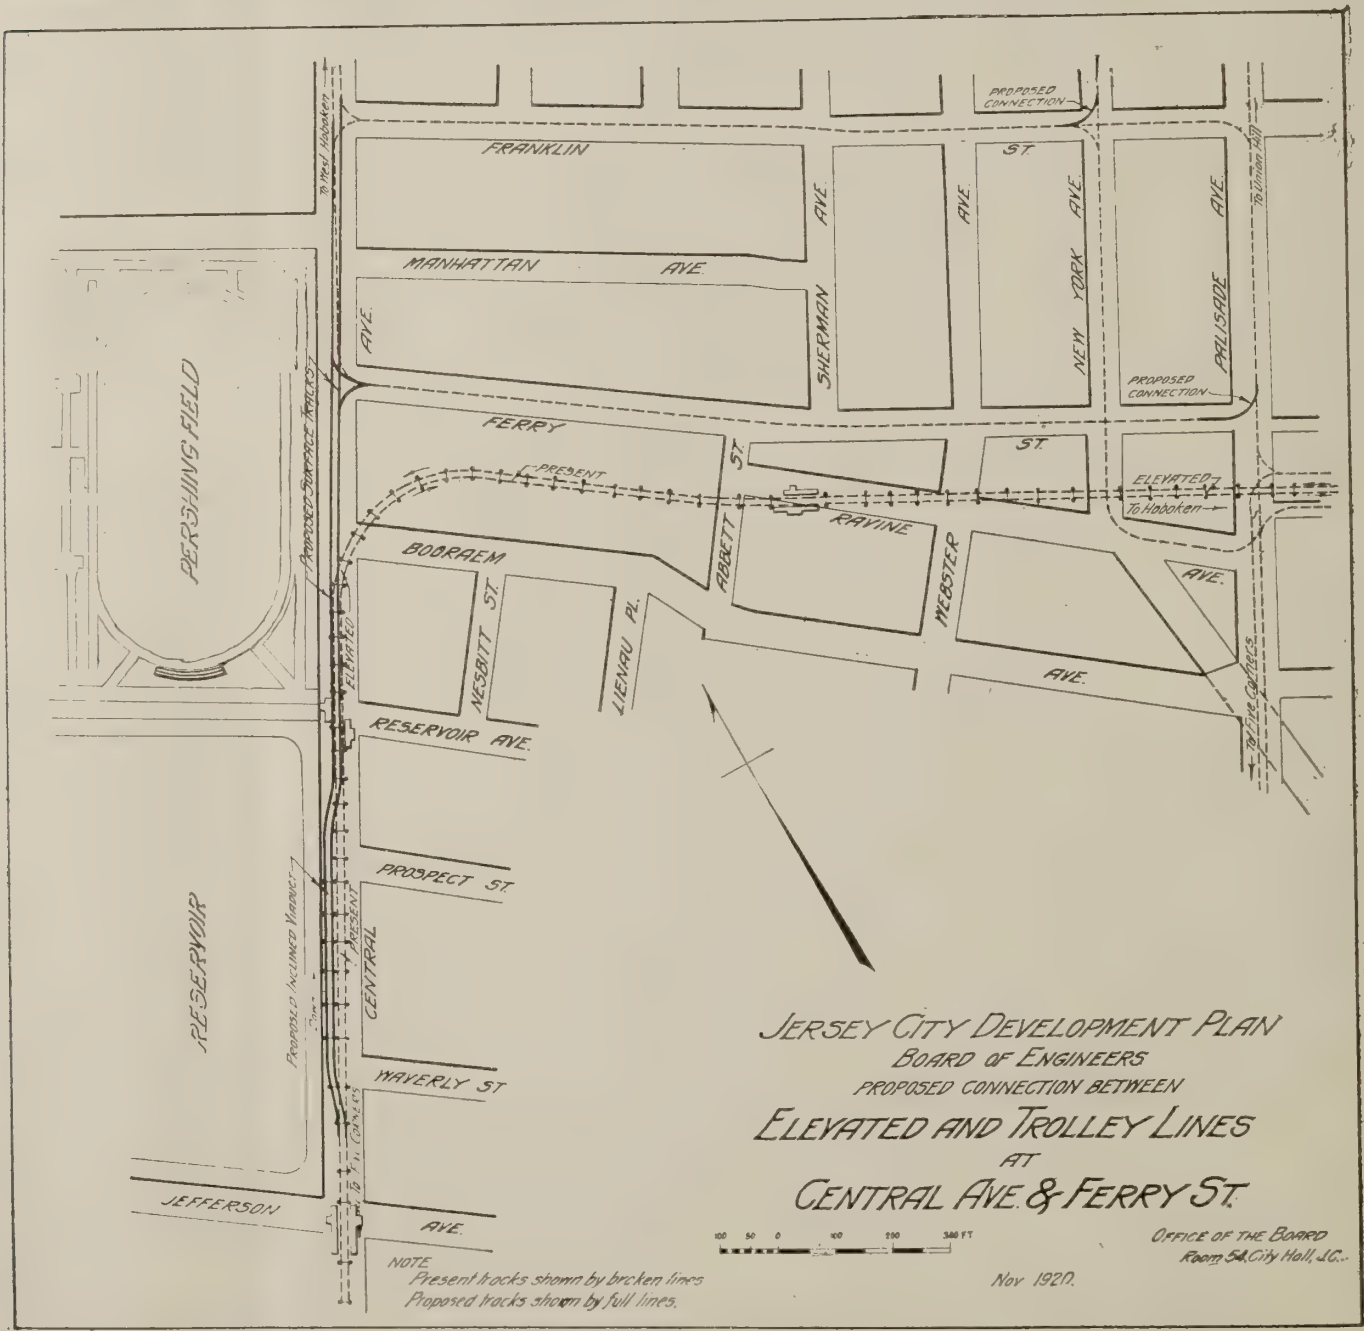 To West Hoboken
PROPOSED
CONNECTION
FRANKLIN ST.
To Union Hill
MANHATTAN AVE.
AVE.
SHERMAN AVE.
AVE.
NEW YORK AVE.
PALISADE AVE.
PERSHING FIELD
PROPOSED SURFACE TRACKS
PROPOSED
CONNECTION
FERRY ST.
PRESENT
ELEVATED
To Hoboken
ABBETT ST.
RAVINE AVE.
BOORAEM AVE.
WEBSTER
NESBITT ST.
LIENAU PL.
ELEVATED
To Five Corners
RESERVOIR AVE.
RESERVOIR
PROPOSED INCLINED VIADUCT
PROSPECT ST.
PRESENT
CENTRAL
WAVERLY ST
TO FIVE CORNERS
JEFFERSON AVE.
JERSEY CITY DEVELOPMENT PLAN
BOARD OF ENGINEERS
PROPOSED CONNECTION BETWEEN
ELEVATED AND TROLLEY LINES
AT
CENTRAL AVE. & FERRY ST.
100 50 0 100 200 300 FT
OFFICE OF THE BOARD
Room 54, City Hall, J.C.
Nov 1920.
NOTE
Present tracks shown by broken lines
Proposed tracks shown by full lines.